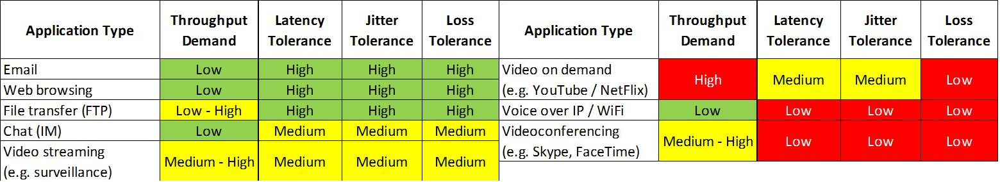 Application Type Throughput Demand Latency Tolerance Jitter Tolerance Loss Tolerance
Email Low High High High
Web browsing Low High High High
File transfer (FTP) Low - High High High High
Chat (IM) Low Medium Medium Medium
Video streaming
(e.g. surveillance) Medium - High Medium Medium Medium
Application Type Throughput Demand Latency Tolerance Jitter Tolerance Loss Tolerance
Video on demand
(e.g. YouTube / NetFlix) High Medium Medium Low
Voice over IP / WiFi Low Low Low Low
Videoconferencing
(e.g. Skype, FaceTime) Medium - High Low Low Low